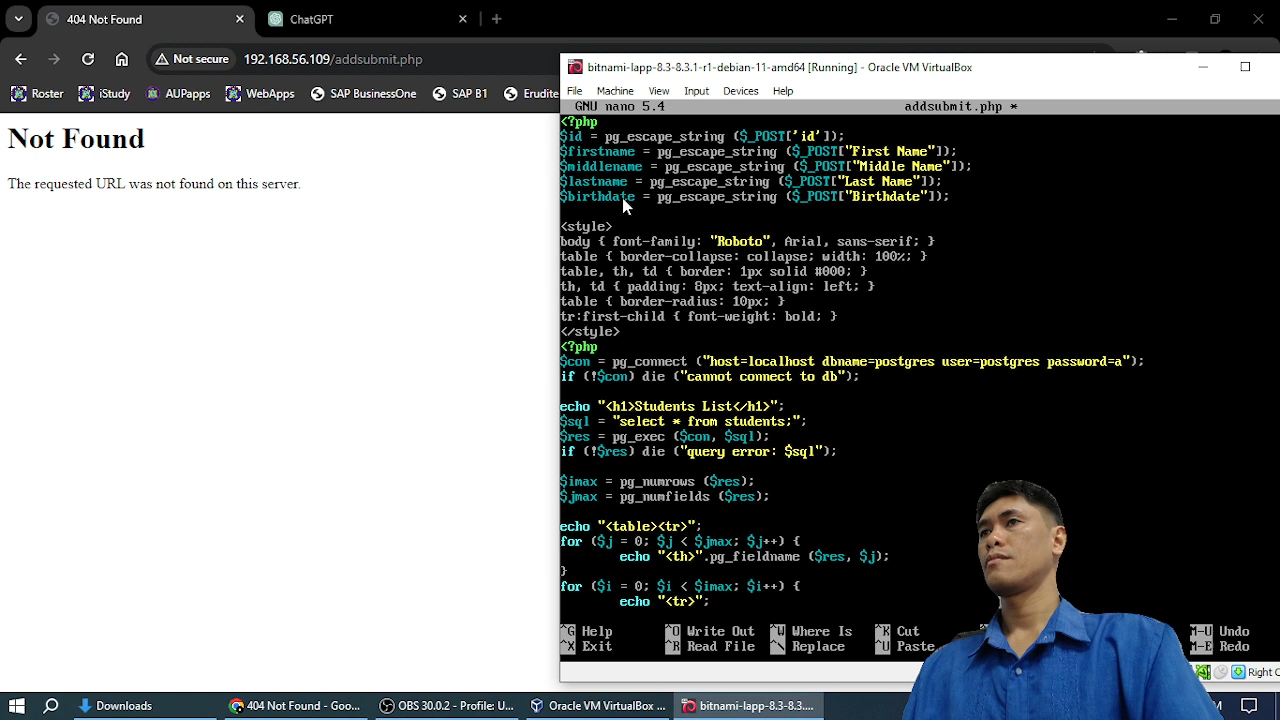 404 Not Found
ChatGPT
Not secure
192.168.56.109/addsubmit.php
Roster
iStudy
AUPapps
WebApps
SAP BusinessOne
SAP B1
Erudite
Not Found
The requested URL was not found on this server.
bitnami-lapp-8.3-8.3.1-r1-debian-11-amd64 [Running] - Oracle VM VirtualBox
File Machine View Input Devices Help
GNU nano 5.4 addsubmit.php *
<?php
$id = pg_escape_string ($_POST['id']);
$firstname = pg_escape_string ($_POST["First Name"]);
$middlename = pg_escape_string ($_POST["Middle Name"]);
$lastname = pg_escape_string ($_POST["Last Name"]);
$birthdate = pg_escape_string ($_POST["Birthdate"]);
<style>
body { font-family: "Roboto", Arial, sans-serif; }
table { border-collapse: collapse; width: 100%; }
table, th, td { border: 1px solid #000; }
th, td { padding: 8px; text-align: left; }
table { border-radius: 10px; }
tr:first-child { font-weight: bold; }
</style>
<?php
$con = pg_connect ("host=localhost dbname=postgres user=postgres password=a");
if (!$con) die ("cannot connect to db");
echo "<h1>Students List</h1>";
$sql = "select * from students;";
$res = pg_exec ($con, $sql);
if (!$res) die ("query error: $sql");
$imax = pg_numrows ($res);
$jmax = pg_numfields ($res);
echo "<table><tr>";
for ($j = 0; $j < $jmax; $j++) {
echo "<th>".pg_fieldname ($res, $j);
}
for ($i = 0; $i < $imax; $i++) {
echo "<tr>";
^G Help ^O Write Out ^W Where Is ^K Cut M-U Undo
^X Exit ^R Read File ^\ Replace ^U Paste M-E Redo
Right C
Downloads
404 Not Found - Goo...
OBS 30.0.2 - Profile: U...
Oracle VM VirtualBox ...
bitnami-lapp-8.3-8.3....